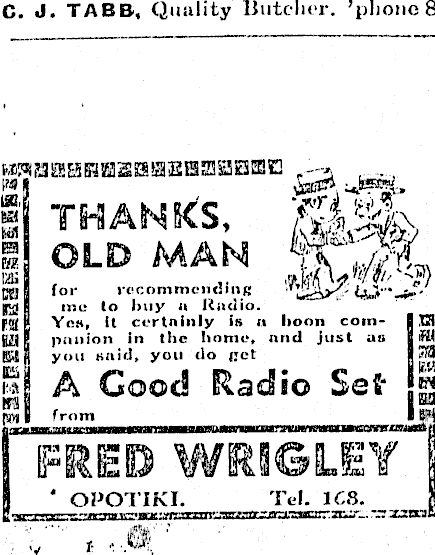 C. J. TABB, Quality Butcher. 'phone 8
THANKS,
OLD MAN
for recommending
me to buy a Radio.
Yes, it certainly is a boon com-
panion in the home, and just as
you said, you do get
A Good Radio Set
from
FRED WRIGLEY
OPOTIKI. Tel. 168.